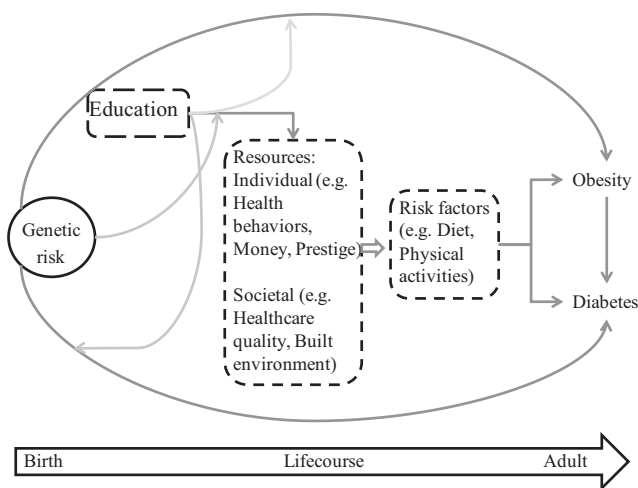 Education
Genetic
risk
Resources:
Individual (e.g.
Health
behaviors,
Money, Prestige)
Societal (e.g.
Healthcare
quality, Built
environment)
Risk factors
(e.g. Diet,
Physical
activities)
Obesity
Diabetes
Birth Lifecourse Adult